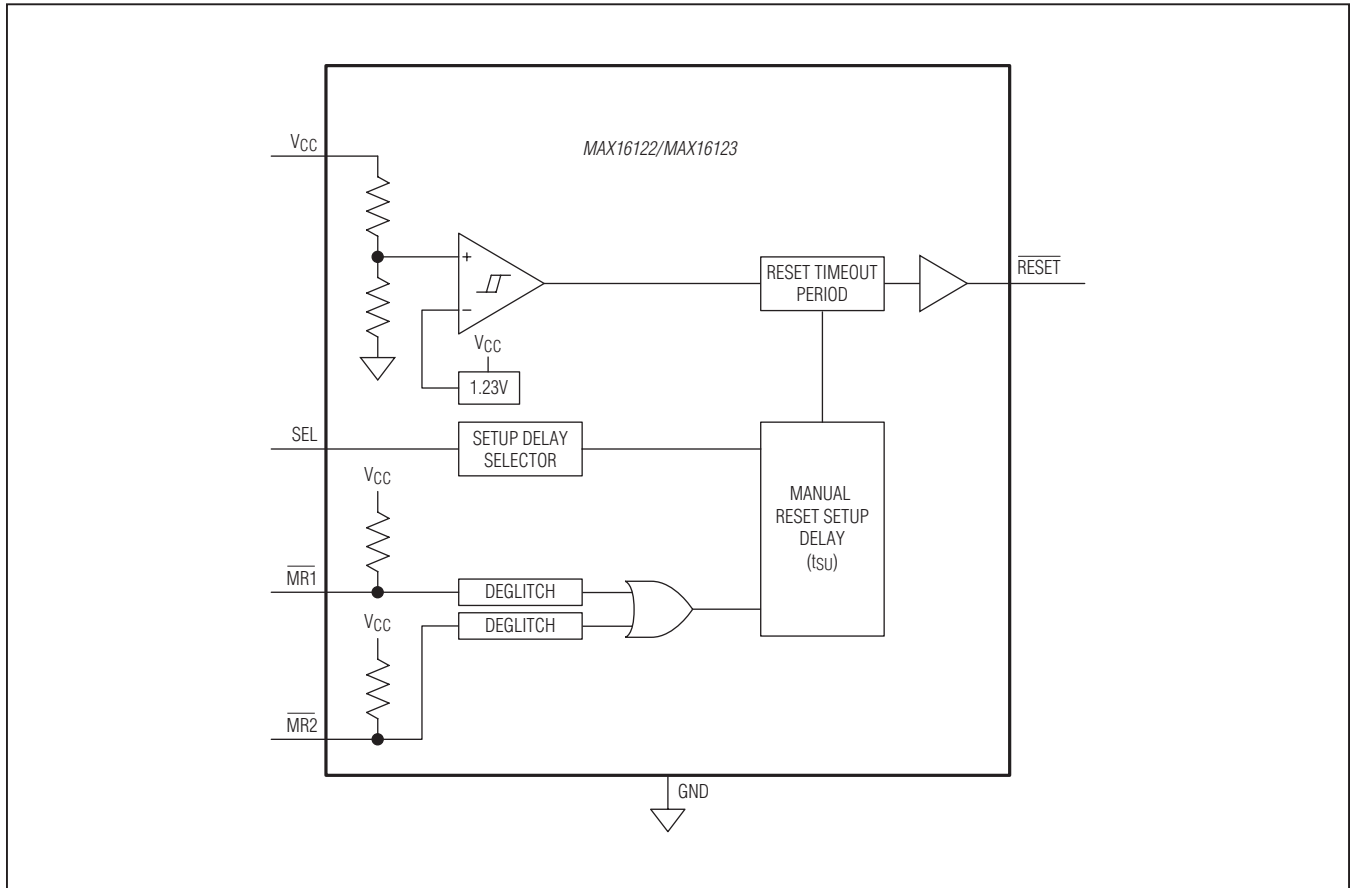 MAX16122/MAX16123
VCC
+
−
VCC
1.23V
RESET TIMEOUT
PERIOD
RESET
SEL
SETUP DELAY
SELECTOR
VCC
MR1
DEGLITCH
DEGLITCH
VCC
MR2
MANUAL
RESET SETUP
DELAY
(tSU)
GND